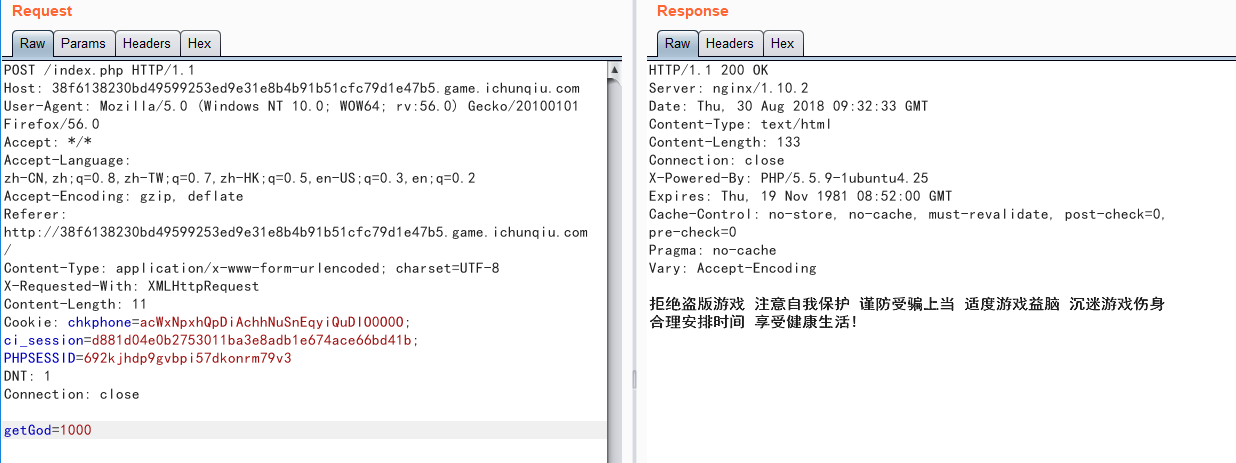 Request
Raw Params Headers Hex
POST /index.php HTTP/1.1
Host: 38f6138230bd49599253ed9e31e8b4b91b51cfc79d1e47b5.game.ichunqiu.com
User-Agent: Mozilla/5.0 (Windows NT 10.0; WOW64; rv:56.0) Gecko/20100101
Firefox/56.0
Accept: */*
Accept-Language:
zh-CN,zh;q=0.8,zh-TW;q=0.7,zh-HK;q=0.5,en-US;q=0.3,en;q=0.2
Accept-Encoding: gzip, deflate
Referer:
http://38f6138230bd49599253ed9e31e8b4b91b51cfc79d1e47b5.game.ichunqiu.com
/
Content-Type: application/x-www-form-urlencoded; charset=UTF-8
X-Requested-With: XMLHttpRequest
Content-Length: 11
Cookie: chkphone=acWxNpxhQpDiAchhNuSnEqyiQuDIO0O0O;
ci_session=d881d04e0b2753011ba3e8adb1e674ace66bd41b;
PHPSESSID=692kjhdp9gvbpi57dkonrm79v3
DNT: 1
Connection: close
getGod=1000
Response
Raw Headers Hex
HTTP/1.1 200 OK
Server: nginx/1.10.2
Date: Thu, 30 Aug 2018 09:32:33 GMT
Content-Type: text/html
Content-Length: 133
Connection: close
X-Powered-By: PHP/5.5.9-1ubuntu4.25
Expires: Thu, 19 Nov 1981 08:52:00 GMT
Cache-Control: no-store, no-cache, must-revalidate, post-check=0,
pre-check=0
Pragma: no-cache
Vary: Accept-Encoding
拒绝盗版游戏 注意自我保护 谨防受骗上当 适度游戏益脑 沉迷游戏伤身
合理安排时间 享受健康生活!